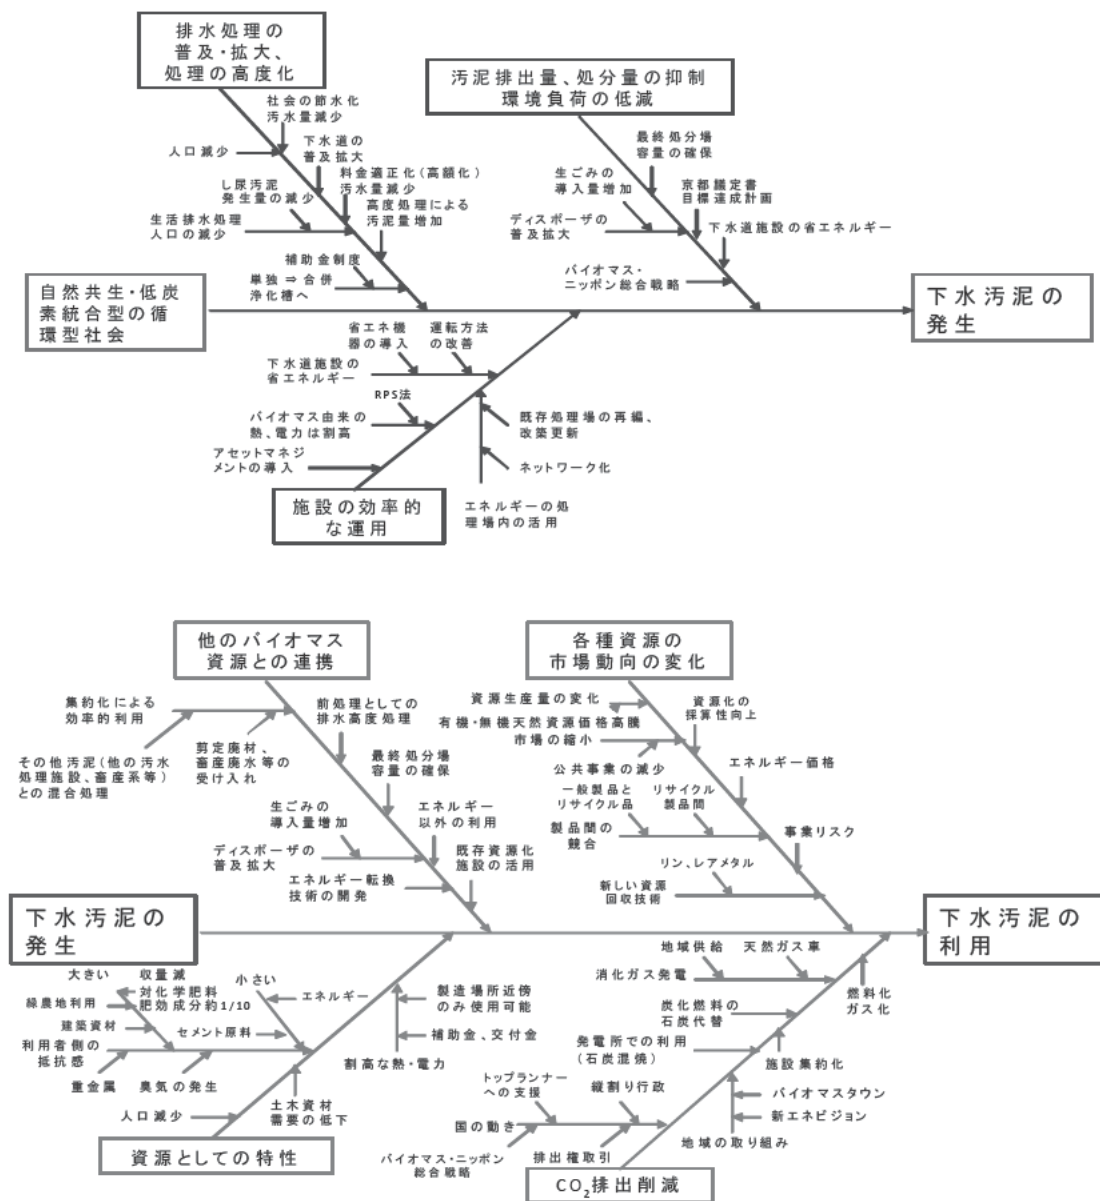 排水処理の
普及・拡大、
処理の高度化
汚泥排出量、処分量の抑制
環境負荷の低減
社会の節水化
汚水量減少
人口減少
下水道の
普及拡大
料金適正化(高額化)
汚水量減少
し尿汚泥
発生量の減少
高度処理による
汚泥量増加
生活排水処理
人口の減少
補助金制度
単独⇒合併
浄化槽へ
最終処分場
容量の確保
生ごみの
導入量増加
京都議定書
目標達成計画
ディスポーザの
普及拡大
下水道施設の省エネルギー
バイオマス・
ニッポン総合戦略
自然共生・低炭
素統合型の循
環型社会
下水汚泥の
発生
省エネ機
器の導入
運転方法
の改善
下水道施設の
省エネルギー
RPS法
バイオマス由来の
熱、電力は割高
既存処理場の再編、
改築更新
アセットマネジ
メントの導入
ネットワーク化
施設の効率的
な運用
エネルギーの処
理場内の活用
他のバイオマス
資源との連携
各種資源の
市場動向の変化
集約化による
効率的利用
前処理としての
排水高度処理
その他汚泥(他の汚水
処理施設、畜産系等)
との混合処理
剪定廃材、
畜産廃水等の
受け入れ
最終処分場
容量の確保
生ごみの
導入量増加
エネルギー
以外の利用
ディスポーザの
普及拡大
既存資源化
施設の活用
エネルギー転換
技術の開発
資源生産量の変化
資源化の
採算性向上
有機・無機天然資源価格高騰
市場の縮小
公共事業の減少
エネルギー価格
一般製品と
リサイクル品
リサイクル
製品間
製品間の
競合
事業リスク
リン、レアメタル
新しい資源
回収技術
下水汚泥の
発生
下水汚泥の
利用
大きい
収量減
対化学肥料
肥効成分約1/10
緑農地利用
小さい
エネルギー
建築資材
セメント原料
利用者側の
抵抗感
重金属
臭気の発生
製造場所近傍
のみ使用可能
補助金、交付金
割高な熱・電力
人口減少
土木資材
需要の低下
資源としての特性
地域供給
天然ガス車
消化ガス発電
燃料化
ガス化
炭化燃料の
石炭代替
発電所での利用
(石炭混焼)
施設集約化
トップランナー
への支援
縦割り行政
バイオマスタウン
国の動き
新エネビジョン
地域の取り組み
バイオマス・ニッポン
総合戦略
排出権取引
CO₂排出削減